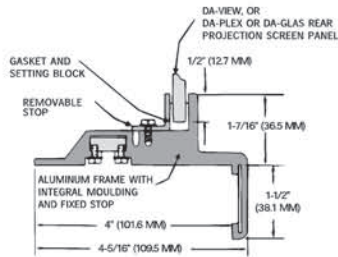 DA-VIEW, OR
DA-PLEX OR DA-GLAS REAR
PROJECTION SCREEN PANEL
GASKET AND
SETTING BLOCK
1/2" (12.7 MM)
REMOVABLE
STOP
1-7/16" (36.5 MM)
ALUMINUM FRAME WITH
INTEGRAL MOULDING
AND FIXED STOP
1-1/2"
(38.1 MM)
4" (101.6 MM)
4-5/16" (109.5 MM)